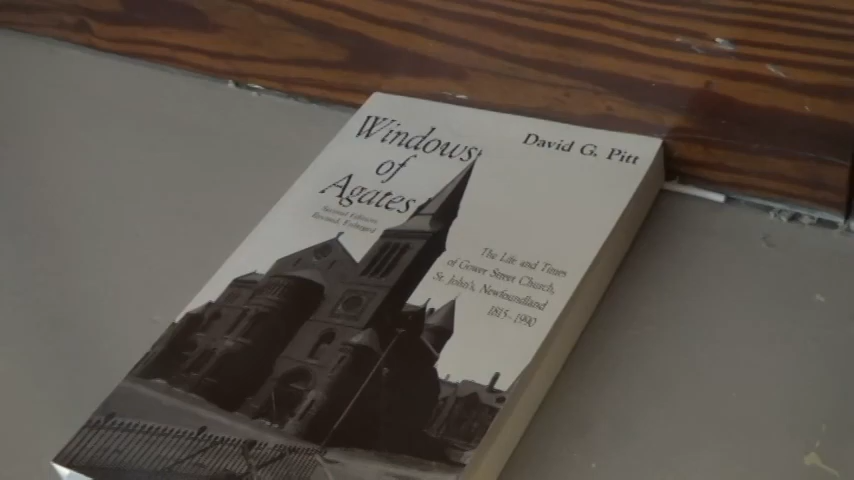 Windows
of
Agates
David G. Pitt
Second Edition
Revised, Enlarged
The Life and Times
of Gower Street Church,
St. John's, Newfoundland
1815-1990